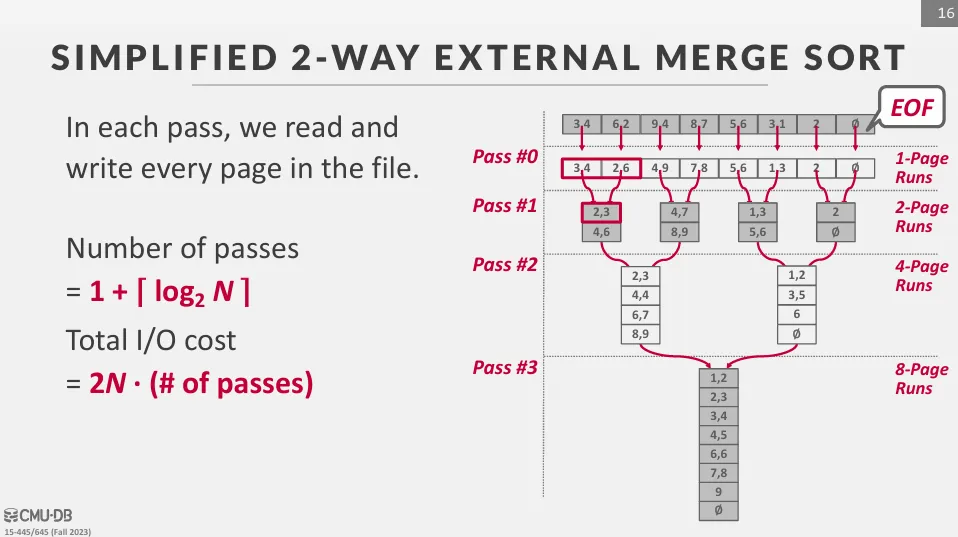 16
SIMPLIFIED 2-WAY EXTERNAL MERGE SORT
In each pass, we read and
write every page in the file.
Number of passes
= 1 + ⌈ log₂ N ⌉
Total I/O cost
= 2N · (# of passes)
EOF
3,4 6,2 9,4 8,7 5,6 3,1 2 Ø
Pass #0
1-Page
Runs
3,4 2,6 4,9 7,8 5,6 1,3 2 Ø
Pass #1
2-Page
Runs
2,3 4,7 1,3 2
4,6 8,9 5,6 Ø
Pass #2
4-Page
Runs
2,3 1,2
4,4 3,5
6,7 6
8,9 Ø
Pass #3
8-Page
Runs
1,2
2,3
3,4
4,5
6,6
7,8
9
Ø
CMU·DB
15-445/645 (Fall 2023)